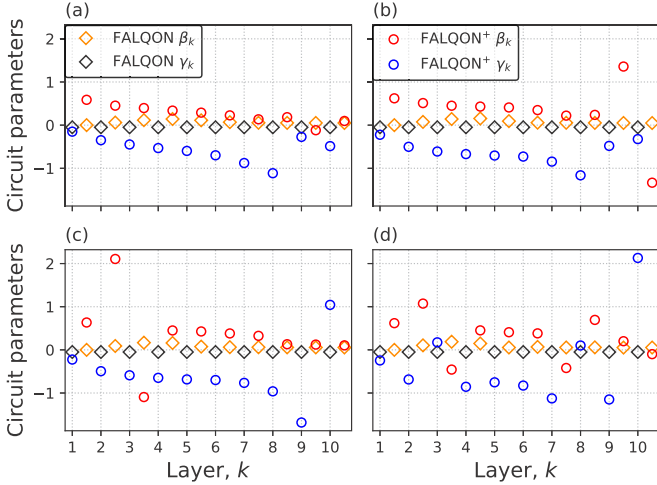 (a)
(b)
FALQON βk
FALQON γk
FALQON+ βk
FALQON+ γk
Circuit parameters
2
1
0
−1
(c)
(d)
Circuit parameters
2
1
0
−1
1 2 3 4 5 6 7 8 9 10
1 2 3 4 5 6 7 8 9 10
Layer, k
Layer, k